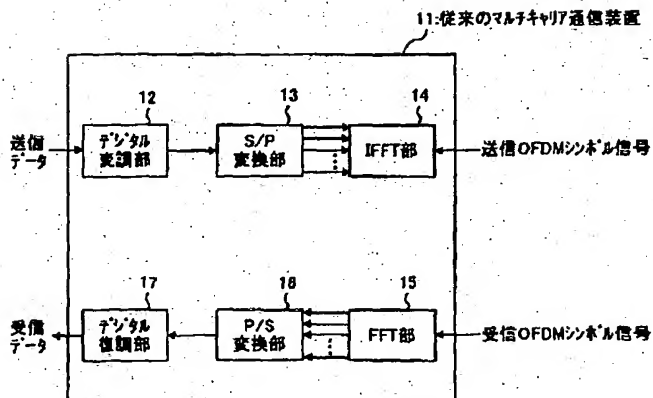 11:従来のマルチキャリア通信装置
12
13
14
送信
データ
デジタル
変調部
S/P
変換部
IFFT部
送信OFDMシンボル信号
17
16
15
受信
データ
デジタル
復調部
P/S
変換部
FFT部
受信OFDMシンボル信号